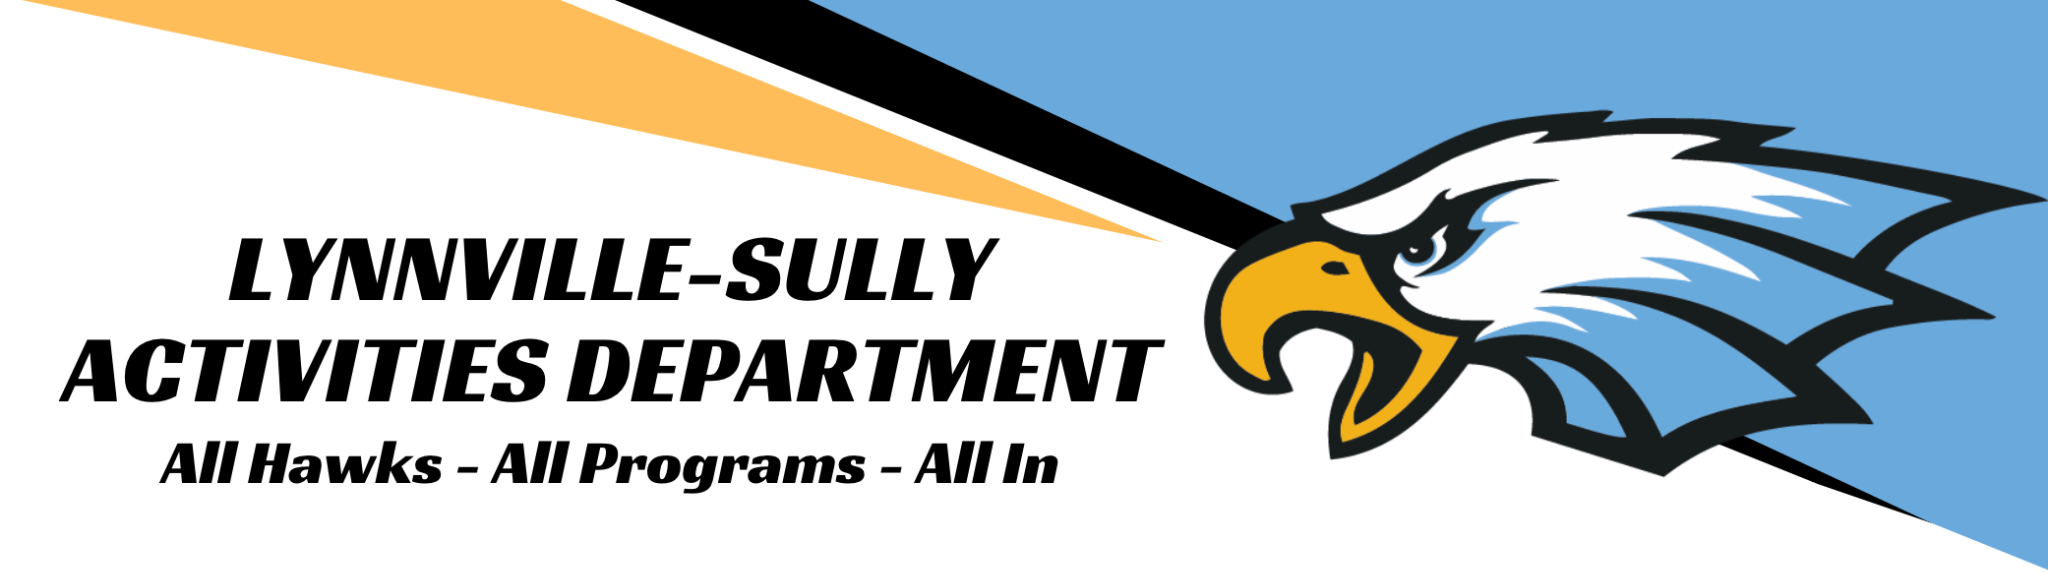 LYNNVILLE-SULLY
ACTIVITIES DEPARTMENT
All Hawks - All Programs - All In